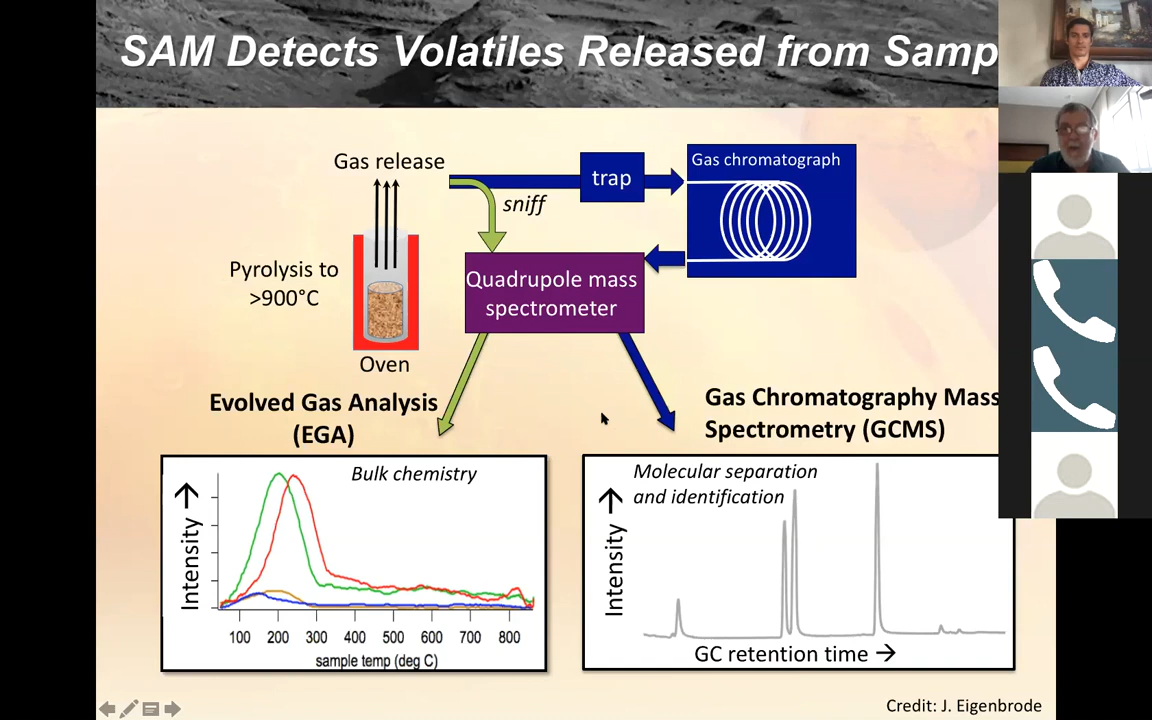 SAM Detects Volatiles Released from Samp
Gas release
trap
Gas chromatograph
sniff
Pyrolysis to
>900°C
Quadrupole mass
spectrometer
Oven
Evolved Gas Analysis
(EGA)
Gas Chromatography Mass
Spectrometry (GCMS)
Bulk chemistry
Intensity →
100 200 300 400 500 600 700 800
sample temp (deg C)
Molecular separation
and identification
Intensity →
GC retention time →
Credit: J. Eigenbrode